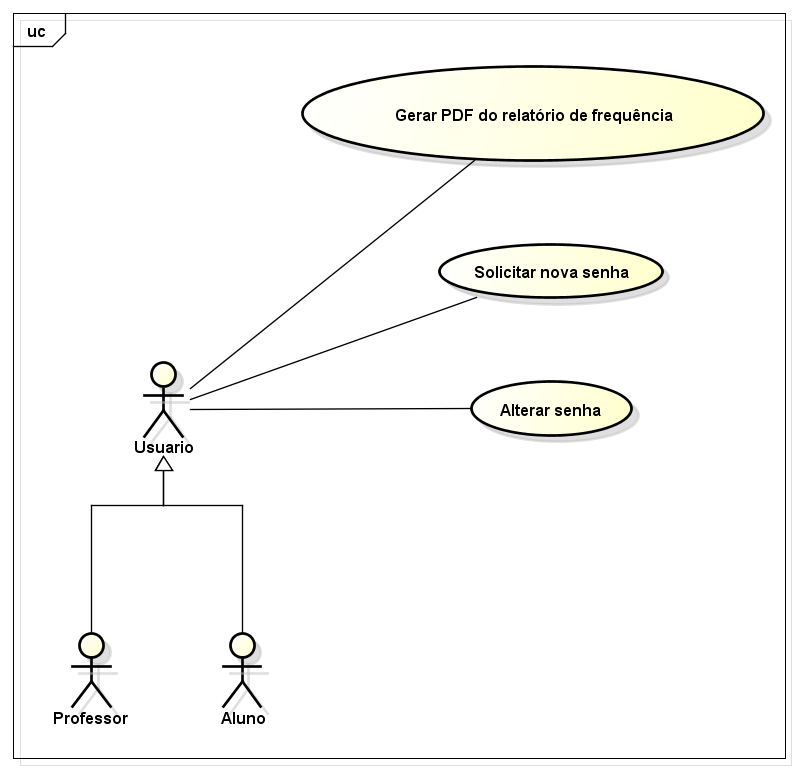 uc
Gerar PDF do relatório de frequência
Solicitar nova senha
Alterar senha
Usuario
Professor
Aluno